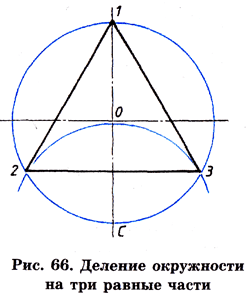 1
O
2
3
C
Рис. 66. Деление окружности
на три равные части